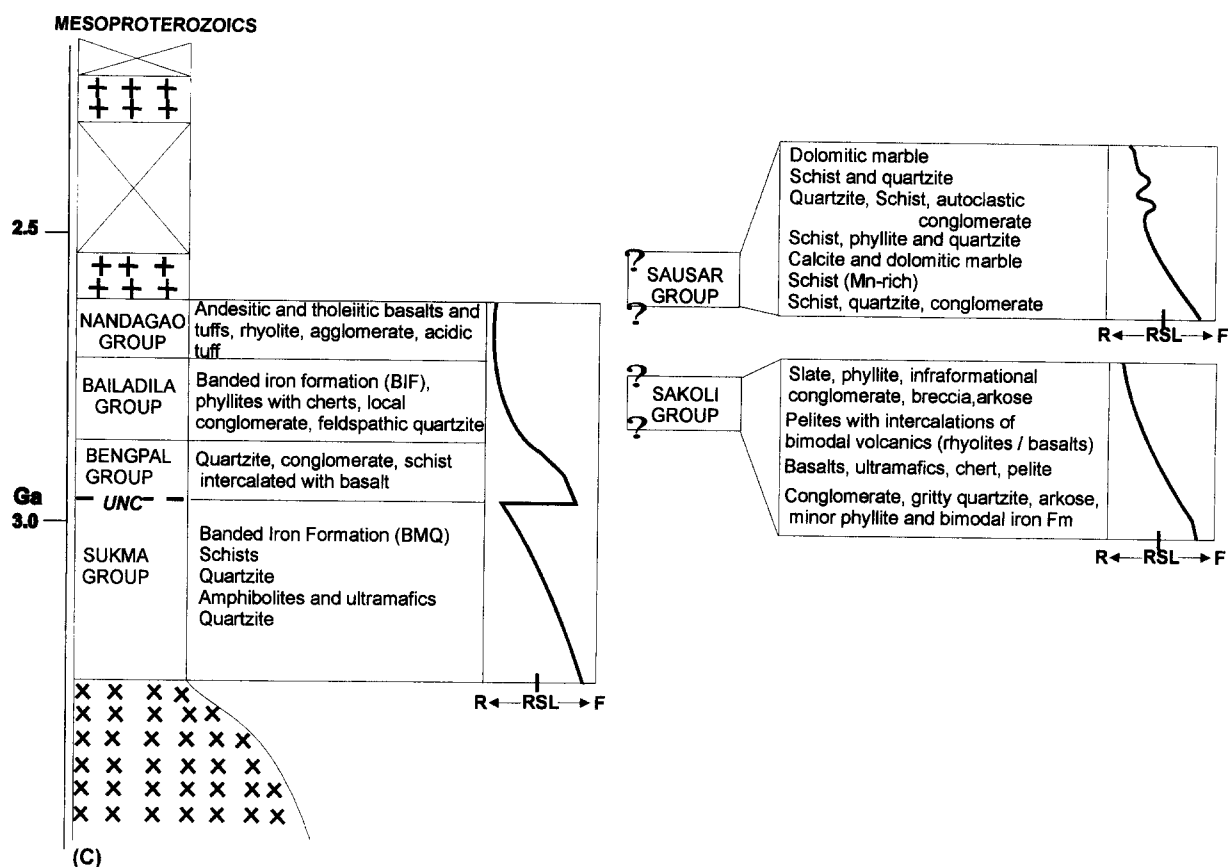 MESOPROTEROZOICS
2.5
Ga
3.0
NANDAGAO
GROUP
Andesitic and tholeiitic basalts and
tuffs, rhyolite, agglomerate, acidic
tuff
BAILADILA
GROUP
Banded iron formation (BIF),
phyllites with cherts, local
conglomerate, feldspathic quartzite
BENGPAL
GROUP
Quartzite, conglomerate, schist
intercalated with basalt
UNC
SUKMA
GROUP
Banded Iron Formation (BMQ)
Schists
Quartzite
Amphibolites and ultramafics
Quartzite
R RSL F
(C)
?
SAUSAR
GROUP
?
Dolomitic marble
Schist and quartzite
Quartzite, Schist, autoclastic
conglomerate
Schist, phyllite and quartzite
Calcite and dolomitic marble
Schist (Mn-rich)
Schist, quartzite, conglomerate
R RSL F
?
SAKOLI
GROUP
?
Slate, phyllite, infraformational
conglomerate, breccia,arkose
Pelites with intercalations of
bimodal volcanics (rhyolites / basalts)
Basalts, ultramafics, chert, pelite
Conglomerate, gritty quartzite, arkose,
minor phyllite and bimodal iron Fm
R RSL F